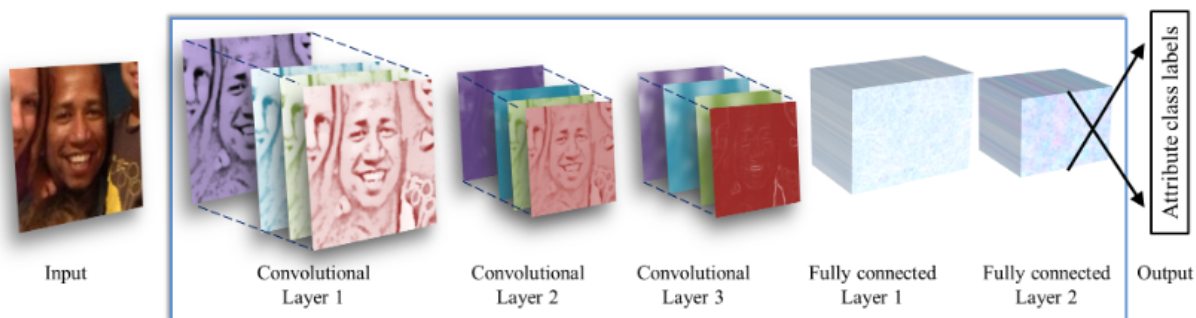 Input
Convolutional
Layer 1
Convolutional
Layer 2
Convolutional
Layer 3
Fully connected
Layer 1
Fully connected
Layer 2
Output
Attribute class labels